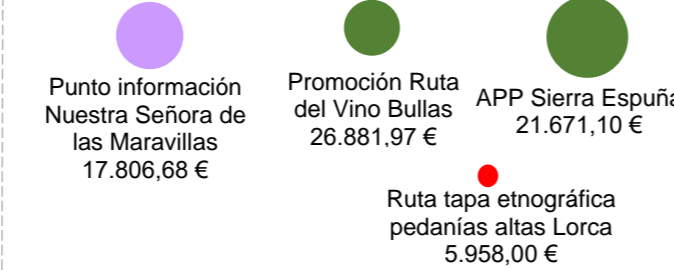 Punto información
Nuestra Señora de
las Maravillas
17.806,68 €
Promoción Ruta
del Vino Bullas
26.881,97 €
APP Sierra Espuña
21.671,10 €
Ruta tapa etnográfica
pedanías altas Lorca
5.958,00 €